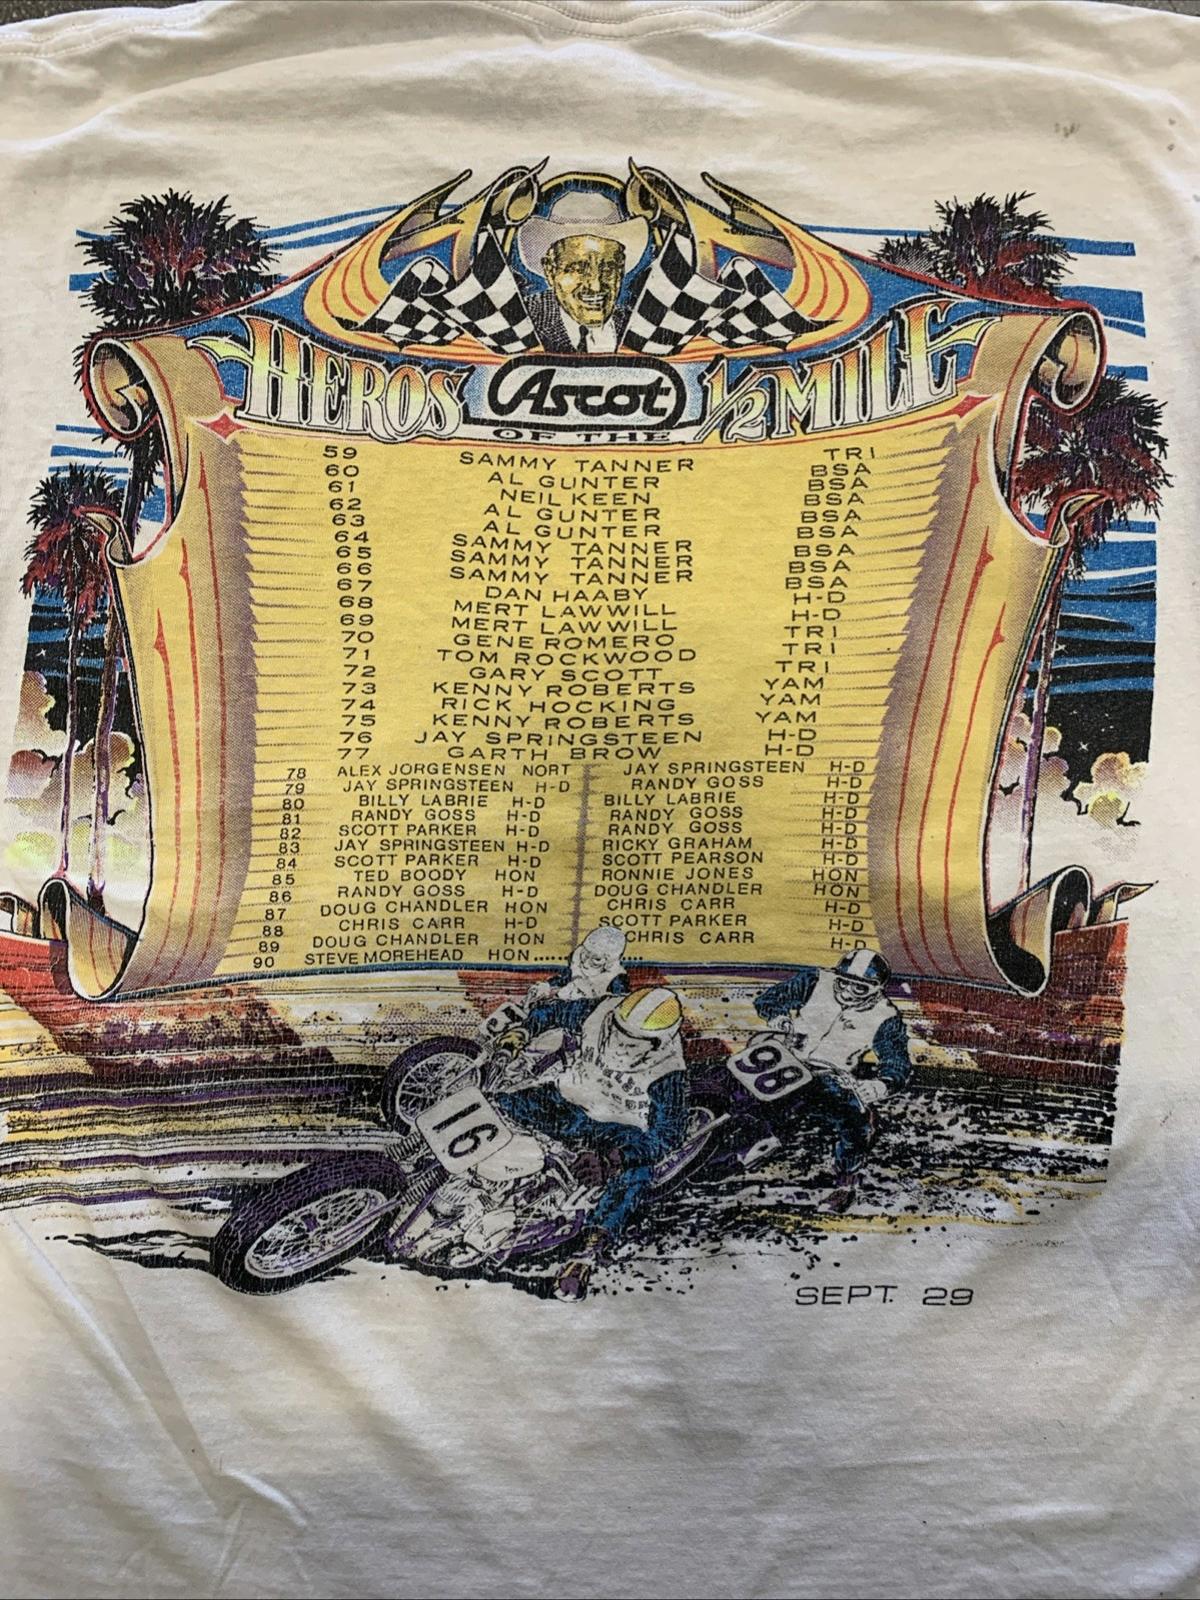 HEROS Ascot 1/2 MILE
OF THE
59 SAMMY TANNER TRI
60 AL GUNTER BSA
61 NEIL KEEN BSA
62 AL GUNTER BSA
63 AL GUNTER BSA
64 SAMMY TANNER BSA
65 SAMMY TANNER BSA
66 SAMMY TANNER BSA
67 DAN HAABY BSA
68 MERT LAWWILL H-D
69 MERT LAWWILL H-D
70 GENE ROMERO TRI
71 TOM ROCKWOOD TRI
72 GARY SCOTT TRI
73 KENNY ROBERTS YAM
74 RICK HOCKING YAM
75 KENNY ROBERTS YAM
76 JAY SPRINGSTEEN H-D
77 GARTH BROW H-D
78 ALEX JORGENSEN NORT JAY SPRINGSTEEN H-D
79 JAY SPRINGSTEEN H-D RANDY GOSS H-D
80 BILLY LABRIE H-D BILLY LABRIE H-D
81 RANDY GOSS H-D RANDY GOSS H-D
82 SCOTT PARKER H-D RANDY GOSS H-D
83 JAY SPRINGSTEEN H-D RICKY GRAHAM H-D
84 SCOTT PARKER H-D SCOTT PEARSON H-D
85 TED BOODY HON RONNIE JONES HON
86 RANDY GOSS H-D DOUG CHANDLER HON
87 DOUG CHANDLER HON CHRIS CARR H-D
88 CHRIS CARR H-D SCOTT PARKER H-D
89 DOUG CHANDLER HON CHRIS CARR H-D
90 STEVE MOREHEAD HON............
98
16
SEPT. 29